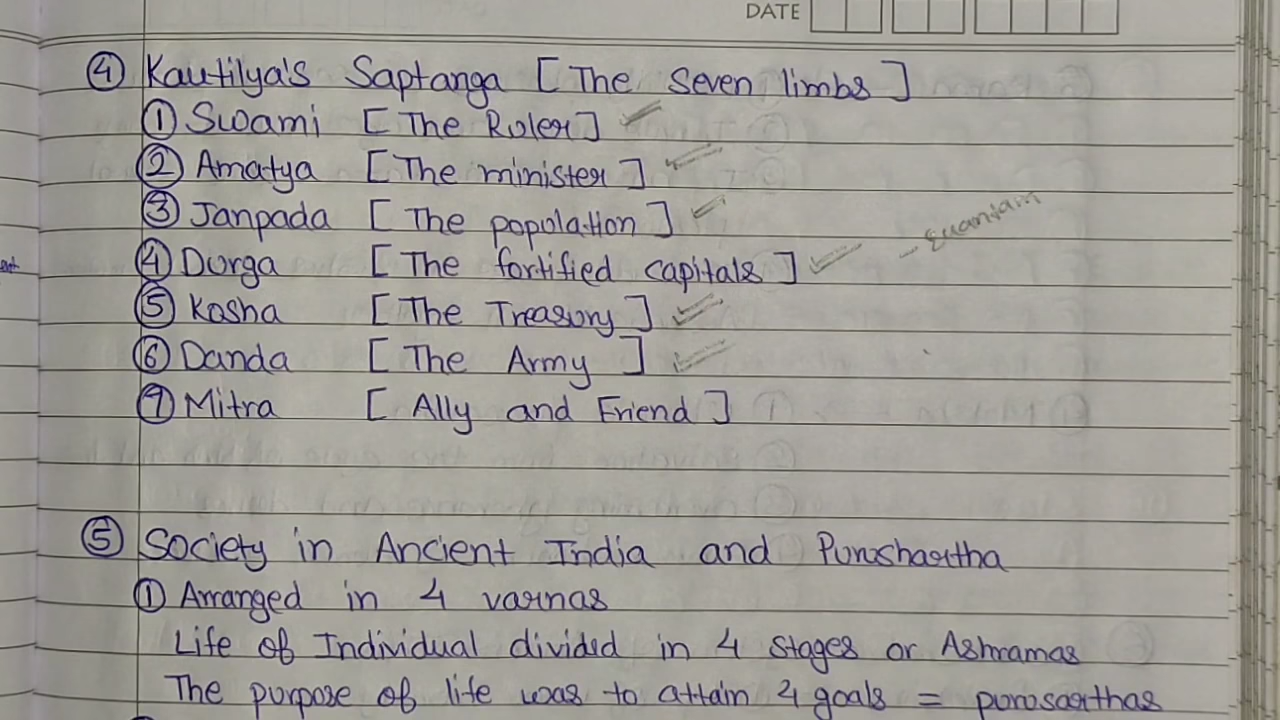 DATE
④ Kautilya's Saptanga [ The Seven limbs ]
① Swami [ The Ruler ]
② Amatya [ The minister ]
③ Janpada [ The population ]
④ Durga [ The fortified capitals ]
⑤ Kosha [ The Treasury ]
⑥ Danda [ The Army ]
⑦ Mitra [ Ally and Friend ]
⑤ Society in Ancient India and Purushartha
① Arranged in 4 varnas
Life of Individual divided in 4 stages or Ashramas
The purpose of life was to attain 4 goals = purusarthas